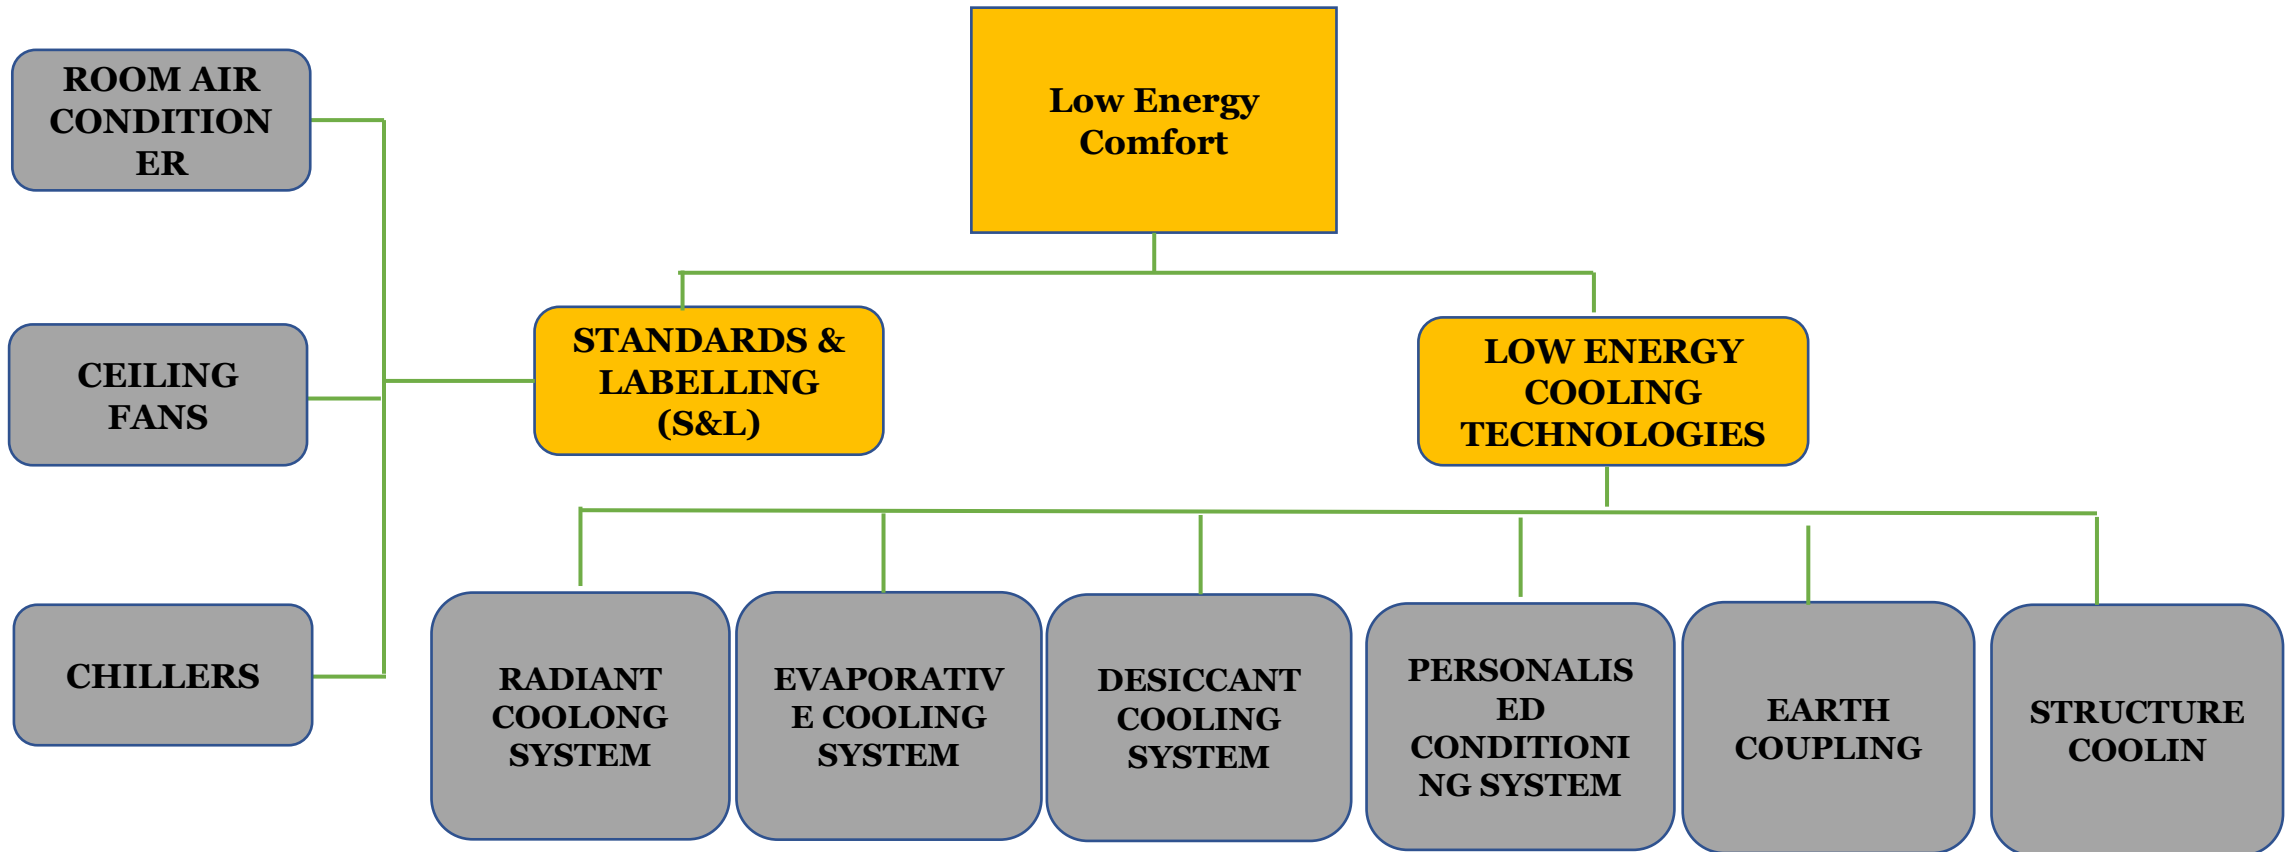 Low Energy
Comfort
ROOM AIR
CONDITION
ER
CEILING
FANS
CHILLERS
STANDARDS &
LABELLING
(S&L)
LOW ENERGY
COOLING
TECHNOLOGIES
RADIANT
COOLONG
SYSTEM
EVAPORATIV
E COOLING
SYSTEM
DESICCANT
COOLING
SYSTEM
PERSONALIS
ED
CONDITIONI
NG SYSTEM
EARTH
COUPLING
STRUCTURE
COOLIN